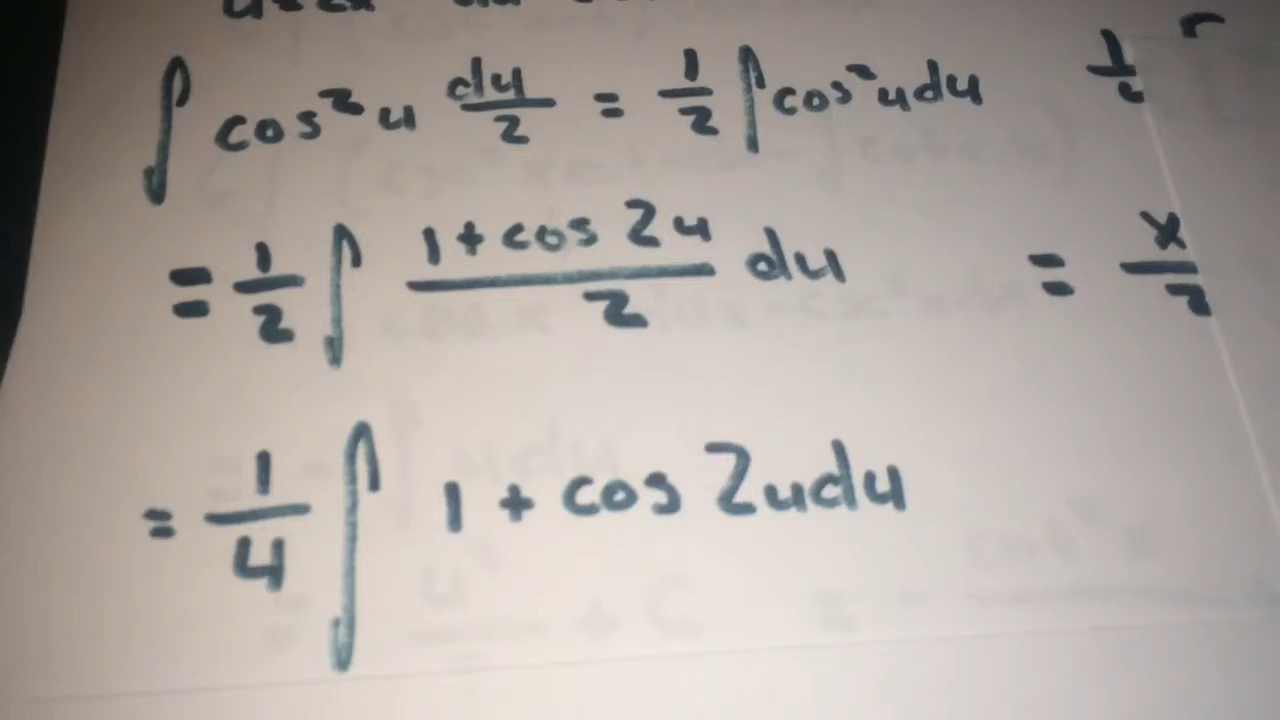 ∫ cos²u du/2 = 1/2 ∫ cos²u du
= 1/2 ∫ (1 + cos 2u)/2 du = x/2
= 1/4 ∫ 1 + cos 2u du